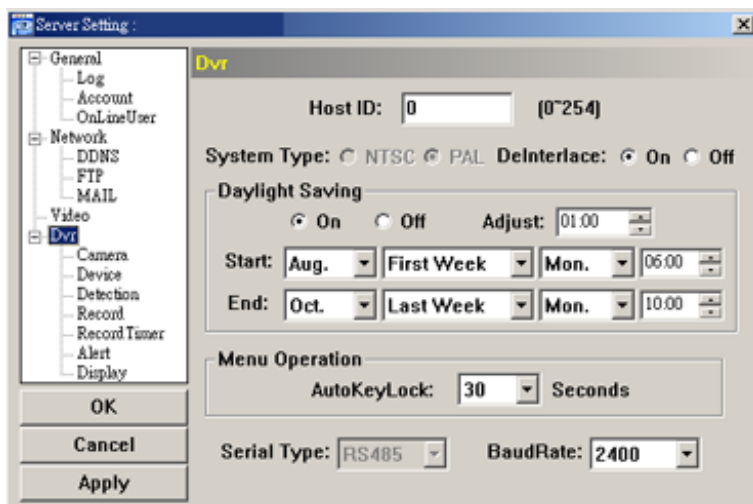 Server Setting :
General
Log
Account
OnLineUser
Network
DDNS
FTP
MAIL
Video
Dvr
Camera
Device
Detection
Record
Record Timer
Alert
Display
OK
Cancel
Apply
Dvr
Host ID: 0 (0~254)
System Type: NTSC PAL DeInterlace: On Off
Daylight Saving
On Off Adjust: 01:00
Start: Aug. First Week Mon. 06:00
End: Oct. Last Week Mon. 10:00
Menu Operation
AutoKeyLock: 30 Seconds
Serial Type: RS485 BaudRate: 2400